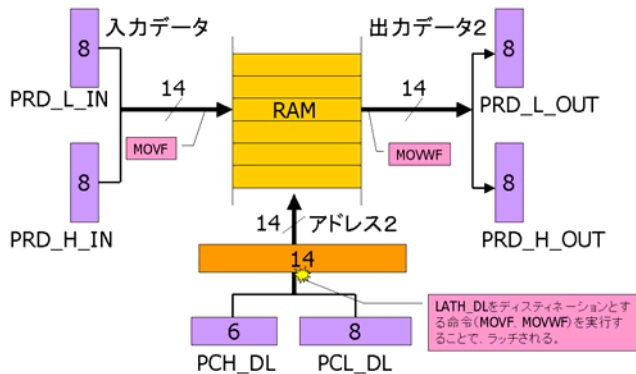 8
入力データ
出力データ2
8
14
14
PRD_L_IN
RAM
PRD_L_OUT
MOVF
MOVWF
8
8
PRD_H_IN
14
アドレス2
PRD_H_OUT
14
6
8
LATH_DLをディスティネーションとす
る命令(MOVF、MOVWF)を実行す
ることで、ラッチされる。
PCH_DL
PCL_DL